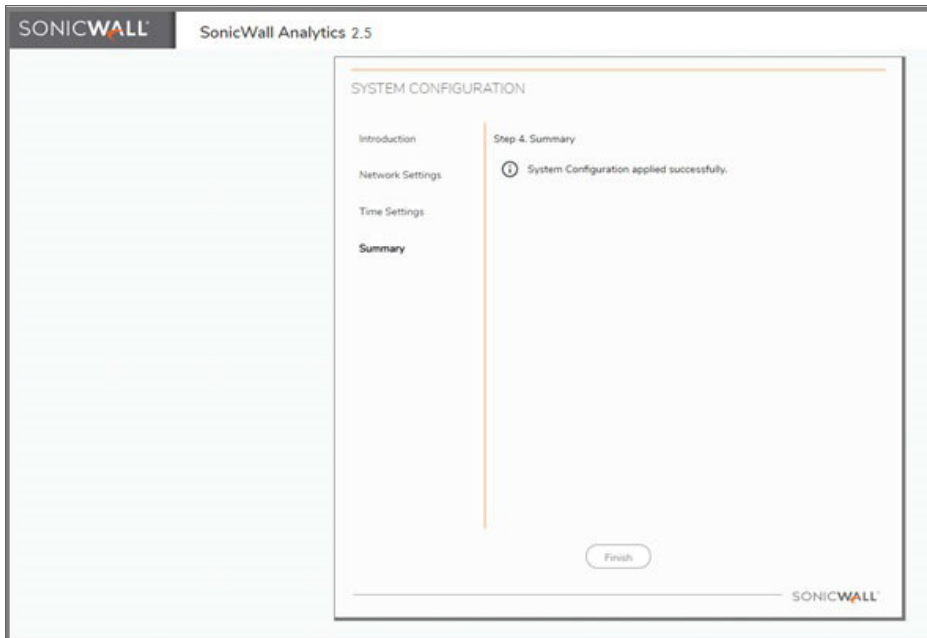 SONICWALL
SonicWall Analytics 2.5
SYSTEM CONFIGURATION
Introduction
Network Settings
Time Settings
Summary
Step 4. Summary
System Configuration applied successfully.
Finish
SONICWALL